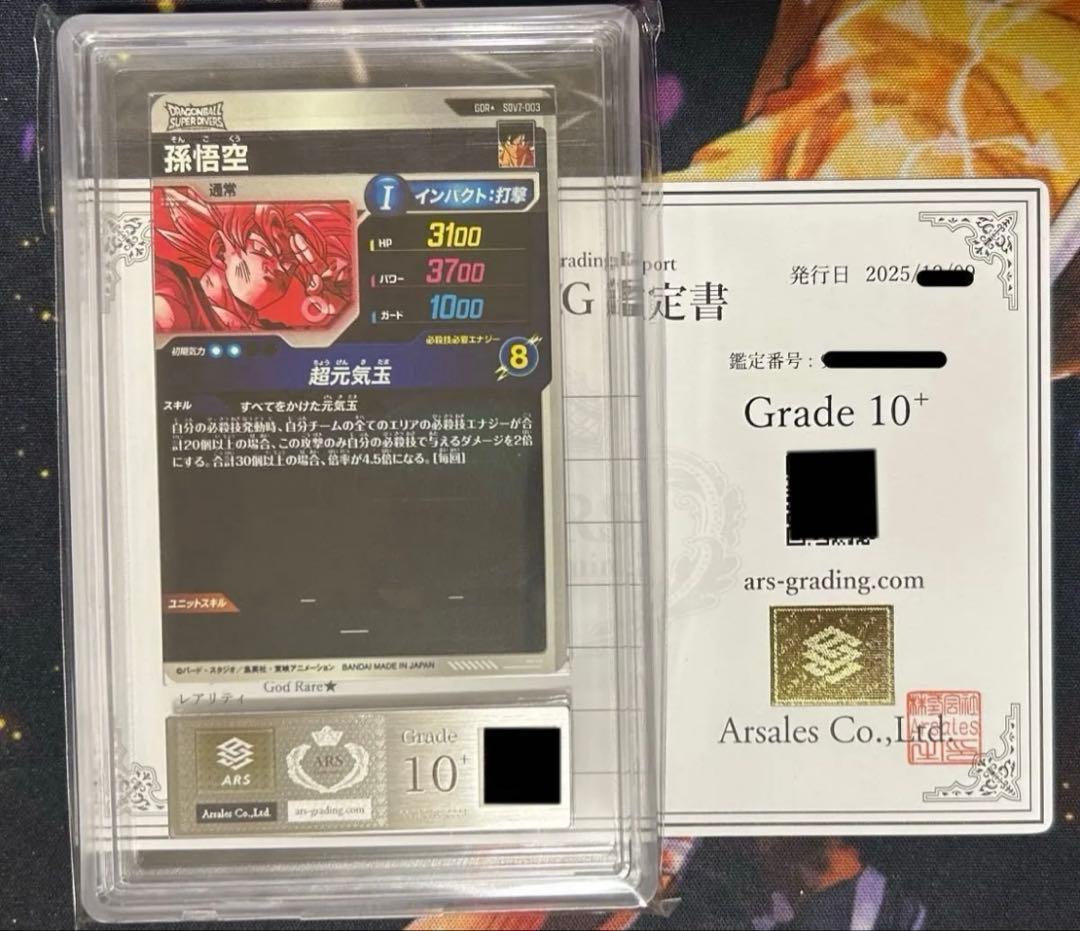 DRAGONBALL
SUPER DIVERS
GDR★ SDV7-003
そん ご くう
孫悟空
通常
I インパクト:打撃
HP 3100
パワー 3700
ガード 1000
初期気力
必殺技必要エナジー
8
ちょう げん き だま
超元気玉
スキル すべてをかけた元気玉
自分の必殺技発動時、自分チームの全てのエリアの必殺技エナジーが合
計20個以上の場合、この攻撃のみ自分の必殺技で与えるダメージを2倍
にする。合計30個以上の場合、倍率が4.5倍になる。[毎回]
ユニットスキル
©バード・スタジオ/集英社・東映アニメーション BANDAI MADE IN JAPAN
レアリティ God Rare★
ARS
Arsales Co.,Ltd.
ARS
ars-grading.com
Grade
10+
port
G 鑑定書
発行日 2025/
鑑定番号:
Grade 10+
ars-grading.com
Arsales Co.,Ltd.
株式会社
Arsales